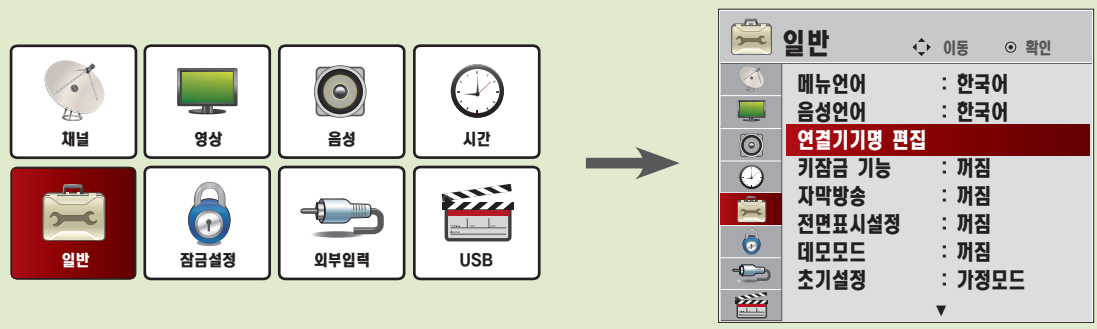 채널 영상 음성 시간
일반 잠금설정 외부입력 USB
일반 이동 확인
메뉴언어 : 한국어
음성언어 : 한국어
연결기기명 편집
키잠금 기능 : 꺼짐
자막방송 : 꺼짐
전면표시설정 : 꺼짐
데모모드 : 꺼짐
초기설정 : 가정모드
▼